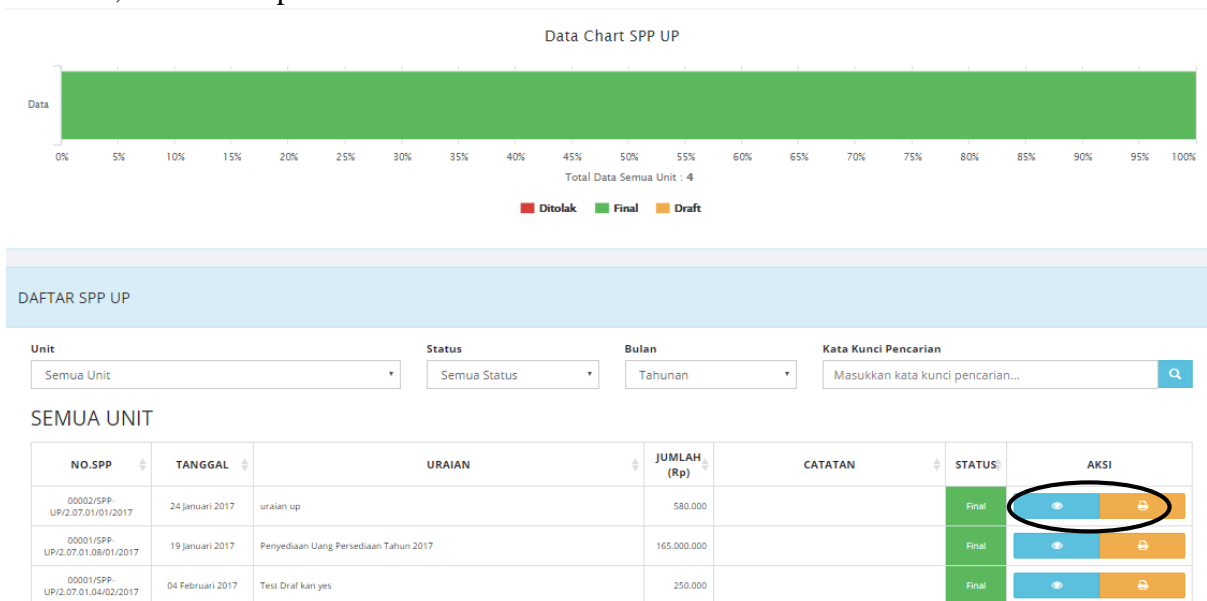 Data Chart SPP UP
Data
0% 5% 10% 15% 20% 25% 30% 35% 40% 45% 50% 55% 60% 65% 70% 75% 80% 85% 90% 95% 100%
Total Data Semua Unit : 4
Ditolak Final Draft
DAFTAR SPP UP
Unit Status Bulan Kata Kunci Pencarian
Semua Unit Semua Status Tahunan Masukkan kata kunci pencarian...
SEMUA UNIT
NO.SPP TANGGAL URAIAN JUMLAH (Rp) CATATAN STATUS AKSI
00002/SPP-
UP/2.07.01/01/2017 24 Januari 2017 uraian up 580.000 Final
00001/SPP-
UP/2.07.01.08/01/2017 19 Januari 2017 Penyediaan Uang Persediaan Tahun 2017 165.000.000 Final
00001/SPP-
UP/2.07.01.04/02/2017 04 Februari 2017 Test Draf kan yes 250.000 Final